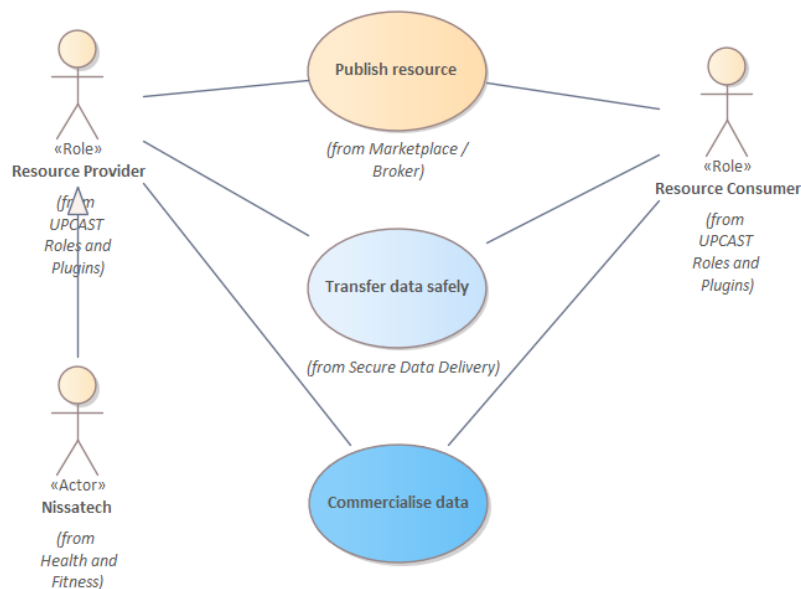 Publish resource
(from Marketplace /
Broker)
«Role»
Resource Provider
(from
UPCAST
Roles and
Plugins)
«Role»
Resource Consumer
(from
UPCAST
Roles and
Plugins)
Transfer data safely
(from Secure Data Delivery)
«Actor»
Nissatech
(from
Health and
Fitness)
Commercialise data